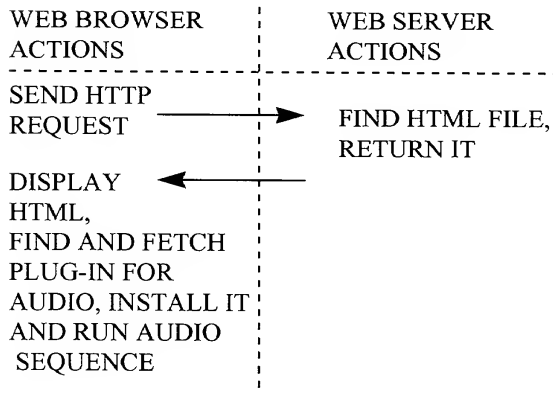 WEB BROWSER
ACTIONS
WEB SERVER
ACTIONS
SEND HTTP
REQUEST
FIND HTML FILE,
RETURN IT
DISPLAY
HTML,
FIND AND FETCH
PLUG-IN FOR
AUDIO, INSTALL IT
AND RUN AUDIO
SEQUENCE